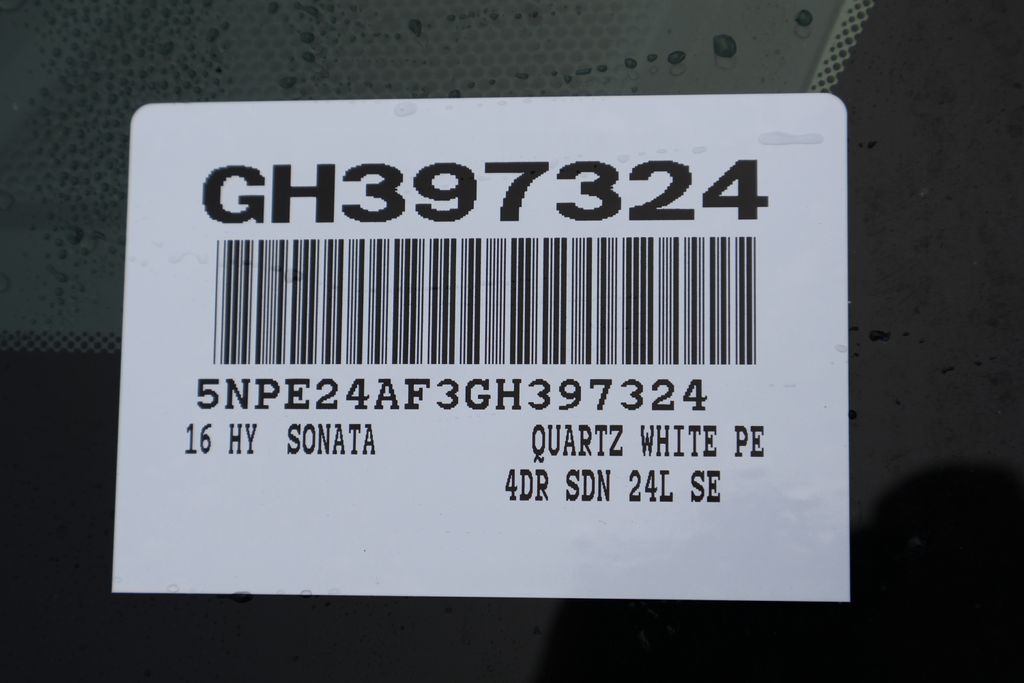 GH397324
5NPE24AF3GH397324
16 HY SONATA QUARTZ WHITE PE
4DR SDN 24L SE